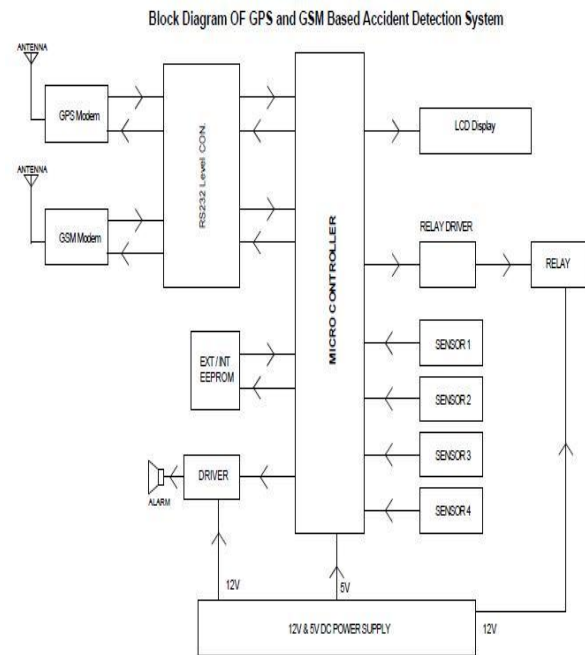 Block Diagram OF GPS and GSM Based Accident Detection System
ANTENNA
GPS Modem
ANTENNA
GSM Modem
RS232 Level CON.
MICRO CONTROLLER
LCD Display
RELAY DRIVER
RELAY
EXT / INT
EEPROM
SENSOR 1
SENSOR 2
SENSOR 3
SENSOR 4
DRIVER
ALARM
12V
5V
12V & 5V DC POWER SUPPLY
12V